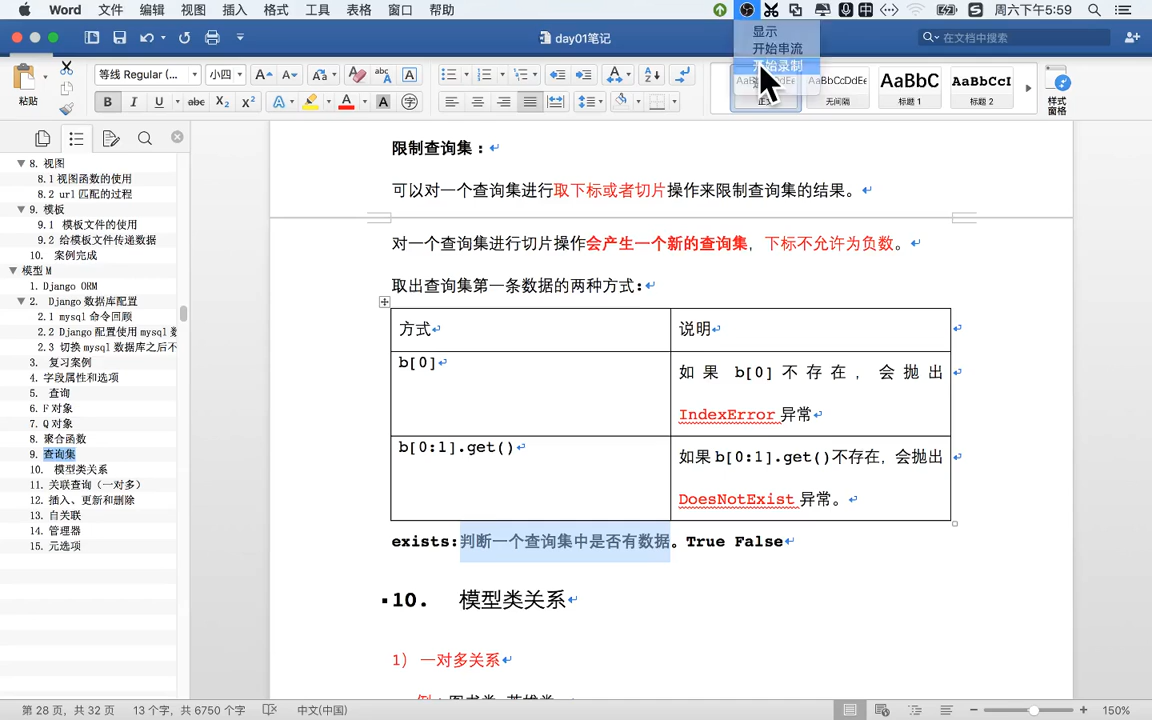 Word 文件 编辑 视图 插入 格式 工具 表格 窗口 帮助 中 周六下午5:59
显示
开始串流
开始录制
day01笔记
在文档中搜索
粘贴
等线 Regular (... 小四
B I U abc X₂ X²
正文
AaBbCcDdEe
无间隔
AaBbC
标题 1
AaBbCcI
标题 2
样式
窗格
8. 视图
8.1 视图函数的使用
8.2 url 匹配的过程
9. 模板
9.1 模板文件的使用
9.2 给模板文件传递数据
10. 案例完成
模型 M
1. Django ORM
2. Django 数据库配置
2.1 mysql 命令回顾
2.2 Django 配置使用 mysql 数
2.3 切换 mysql 数据库之后不
3. 复习案例
4. 字段属性和选项
5. 查询
6. F 对象
7. Q 对象
8. 聚合函数
9. 查询集
10. 模型类关系
11. 关联查询（一对多）
12. 插入、更新和删除
13. 自关联
14. 管理器
15. 元选项
限制查询集：
可以对一个查询集进行取下标或者切片操作来限制查询集的结果。
对一个查询集进行切片操作会产生一个新的查询集，下标不允许为负数。
取出查询集第一条数据的两种方式：
方式 说明
b[0] 如果 b[0]不存在，会抛出
IndexError 异常
b[0:1].get() 如果 b[0:1].get()不存在，会抛出
DoesNotExist 异常。
exists:判断一个查询集中是否有数据。True False
10. 模型类关系
1) 一对多关系
例：图书类-英雄类
第 28 页，共 32 页 13 个字，共 6750 个字 中文(中国) 150%